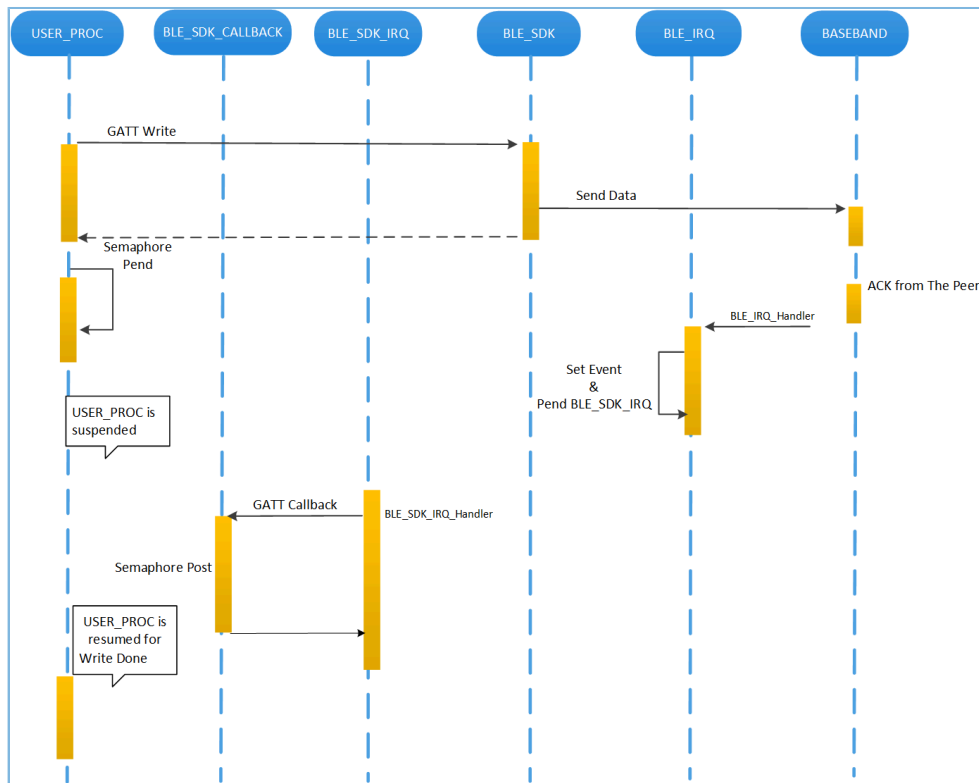 USER_PROC
BLE_SDK_CALLBACK
BLE_SDK_IRQ
BLE_SDK
BLE_IRQ
BASEBAND
GATT Write
Send Data
Semaphore
Pend
ACK from The Peer
BLE_IRQ_Handler
Set Event
&
Pend BLE_SDK_IRQ
USER_PROC is
suspended
GATT Callback
BLE_SDK_IRQ_Handler
Semaphore Post
USER_PROC is
resumed for
Write Done